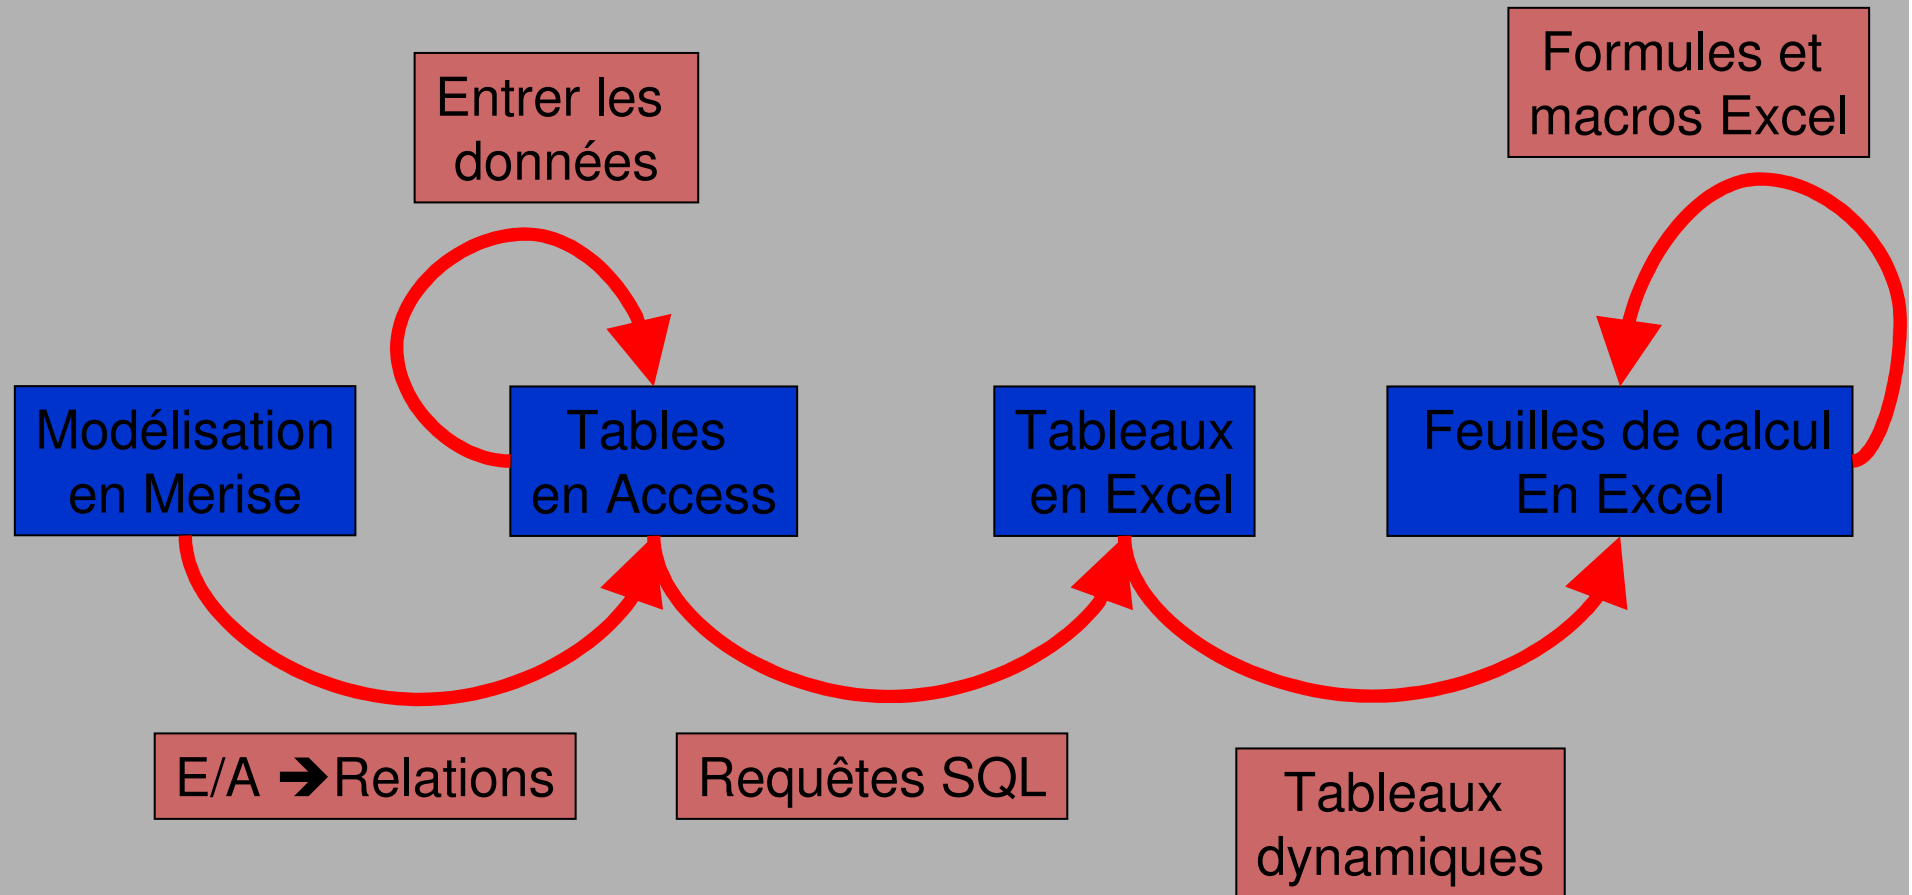 Formules et
macros Excel
Entrer les
données
Modélisation
en Merise
Tables
en Access
Tableaux
en Excel
Feuilles de calcul
En Excel
E/A ➔Relations
Requêtes SQL
Tableaux
dynamiques